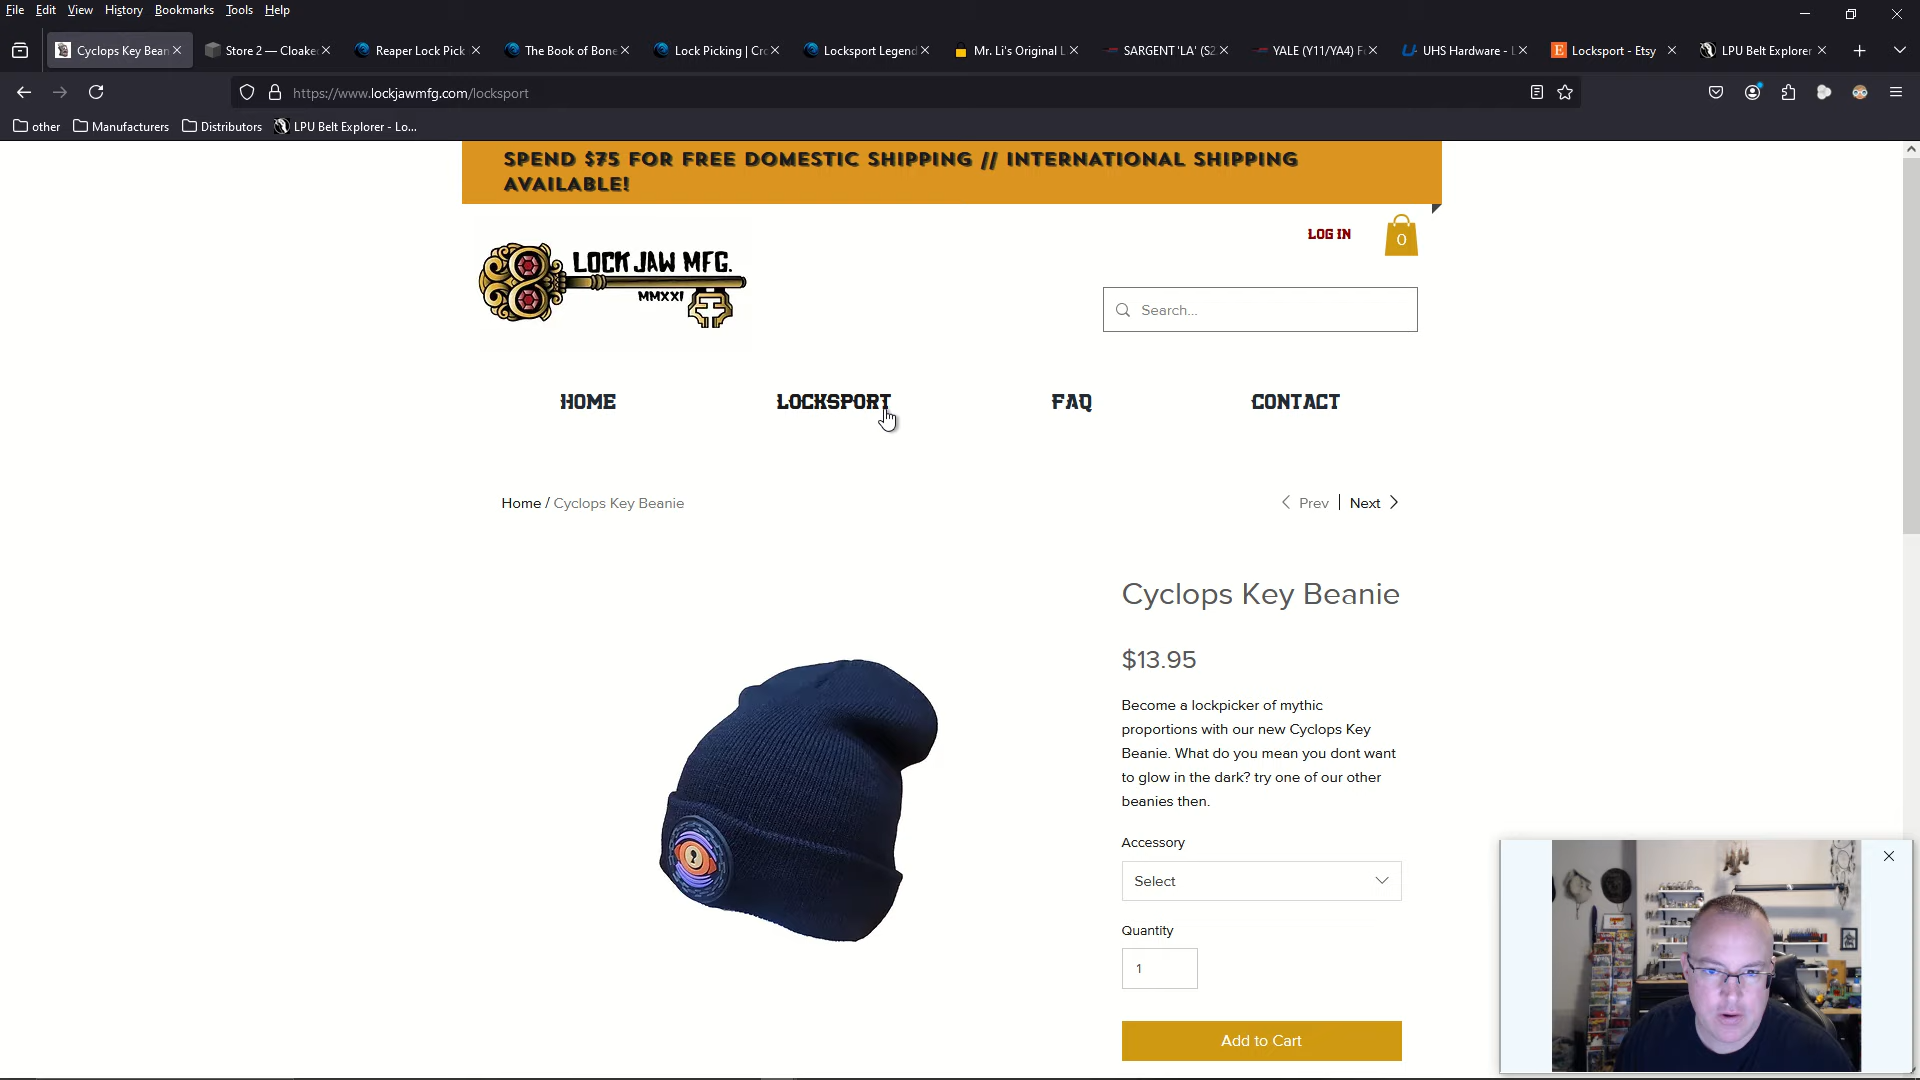 File Edit View History Bookmarks Tools Help
Cyclops Key Bean
Store 2 — Cloake
Reaper Lock Pick
The Book of Bone
Lock Picking | Cro
Locksport Legend
Mr. Li's Original L
SARGENT 'LA' (S2
YALE (Y11/YA4) F
UHS Hardware - L
Locksport - Etsy
LPU Belt Explorer
https://www.lockjawmfg.com/locksport
other Manufacturers Distributors LPU Belt Explorer - Lo...
SPEND $75 FOR FREE DOMESTIC SHIPPING // INTERNATIONAL SHIPPING
AVAILABLE!
LOCK JAW MFG.
MMXXI
LOG IN
0
Search...
HOME LOCKSPORT FAQ CONTACT
Home / Cyclops Key Beanie
Prev | Next
Cyclops Key Beanie
$13.95
Become a lockpicker of mythic
proportions with our new Cyclops Key
Beanie. What do you mean you dont want
to glow in the dark? try one of our other
beanies then.
Accessory
Select
Quantity
1
Add to Cart